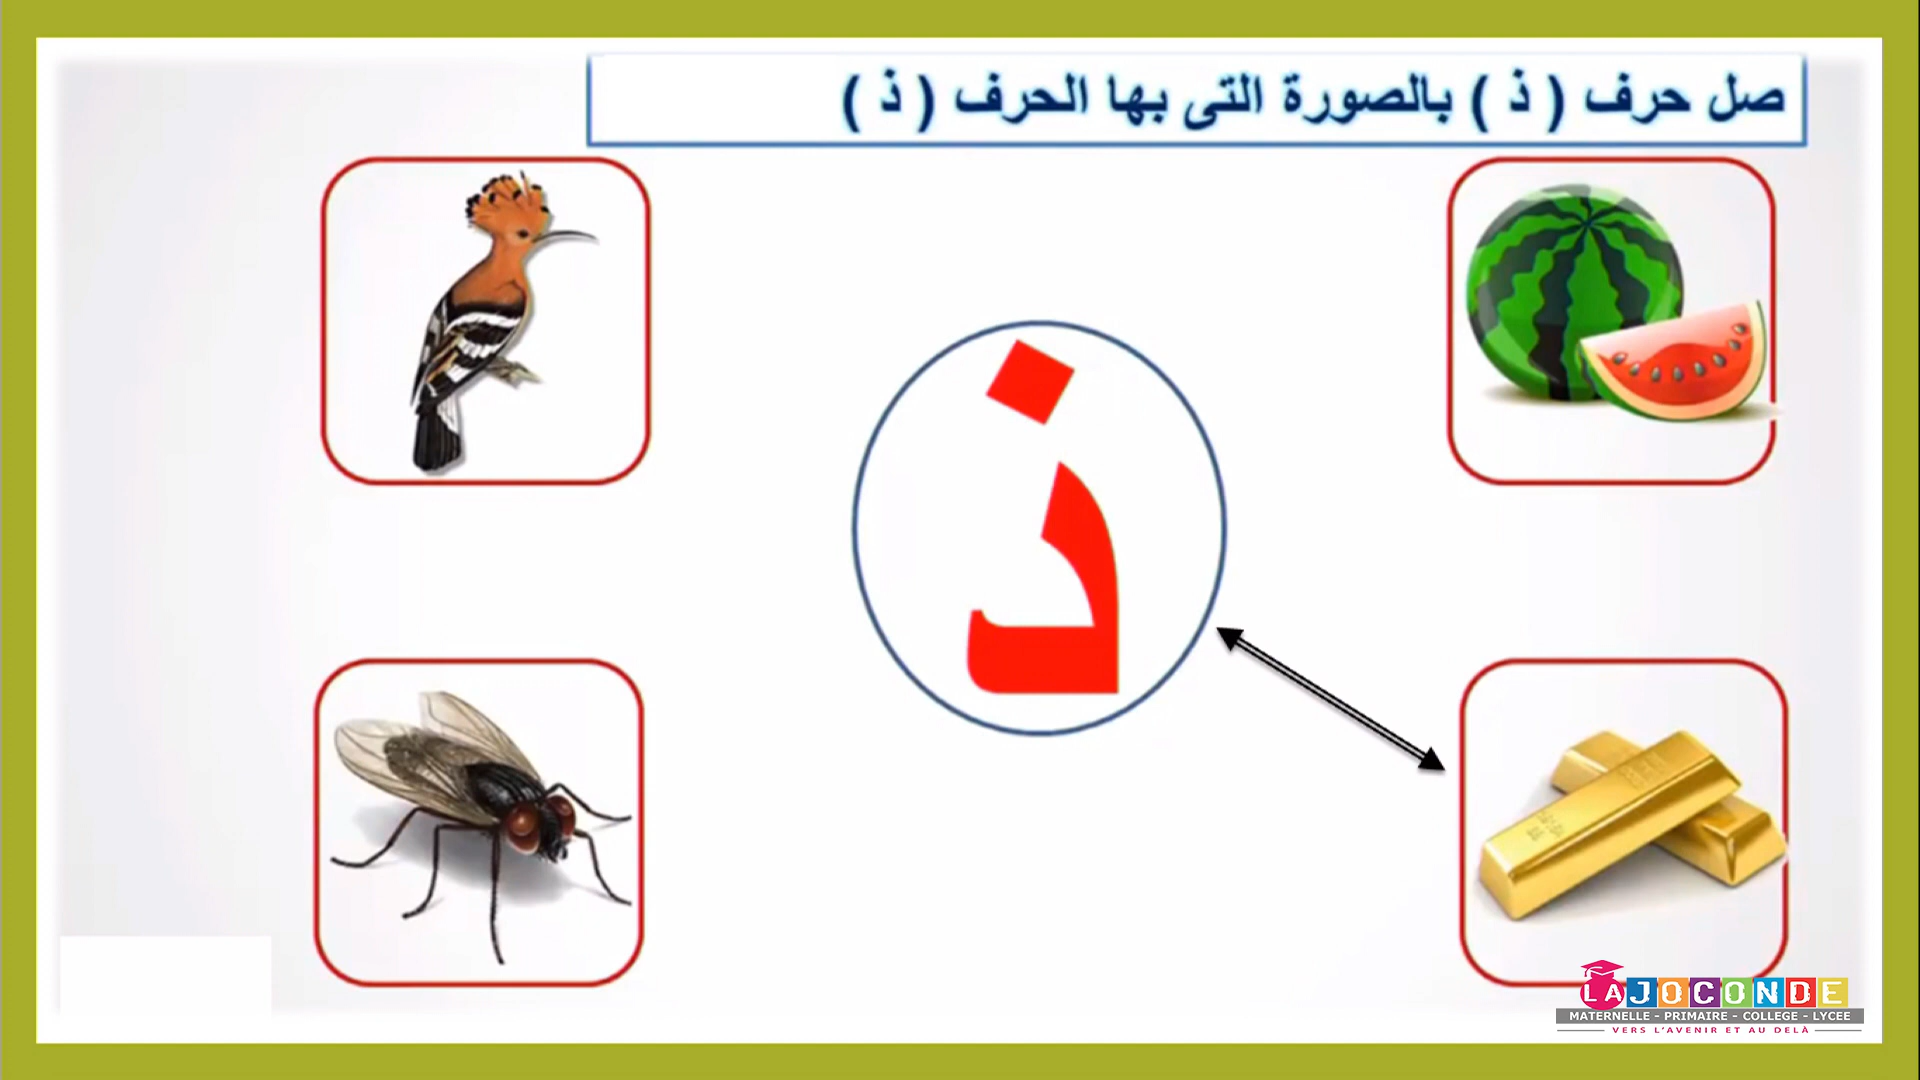 صل حرف ( ذ ) بالصورة التى بها الحرف ( ذ )
ذ
LAJOCONDE
MATERNELLE - PRIMAIRE - COLLEGE - LYCEE
VERS L'AVENIR ET AU DELÀ